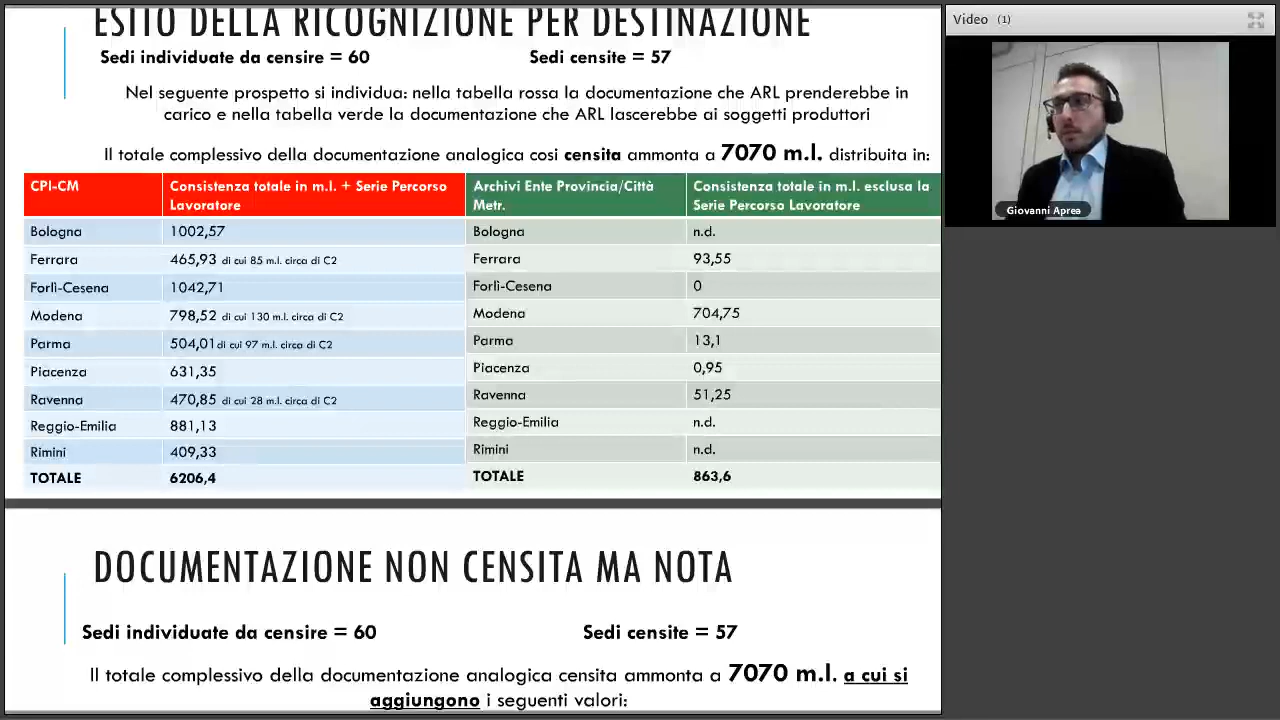 ESITO DELLA RICOGNIZIONE PER DESTINAZIONE
Sedi individuate da censire = 60 Sedi censite = 57
Nel seguente prospetto si individua: nella tabella rossa la documentazione che ARL prenderebbe in
carico e nella tabella verde la documentazione che ARL lascerebbe ai soggetti produttori
Il totale complessivo della documentazione analogica così censita ammonta a 7070 m.l. distribuita in:
CPI-CM Consistenza totale in m.l. + Serie Percorso Lavoratore Archivi Ente Provincia/Città Metr. Consistenza totale in m.l. esclusa la Serie Percorso Lavoratore
Bologna 1002,57 Bologna n.d.
Ferrara 465,93 di cui 85 m.l. circa di C2 Ferrara 93,55
Forlì-Cesena 1042,71 Forlì-Cesena 0
Modena 798,52 di cui 130 m.l. circa di C2 Modena 704,75
Parma 504,01di cui 97 m.l. circa di C2 Parma 13,1
Piacenza 631,35 Piacenza 0,95
Ravenna 470,85 di cui 28 m.l. circa di C2 Ravenna 51,25
Reggio-Emilia 881,13 Reggio-Emilia n.d.
Rimini 409,33 Rimini n.d.
TOTALE 6206,4 TOTALE 863,6
DOCUMENTAZIONE NON CENSITA MA NOTA
Sedi individuate da censire = 60 Sedi censite = 57
Il totale complessivo della documentazione analogica censita ammonta a 7070 m.l. a cui si
aggiungono i seguenti valori:
Video (1)
Giovanni Aprea